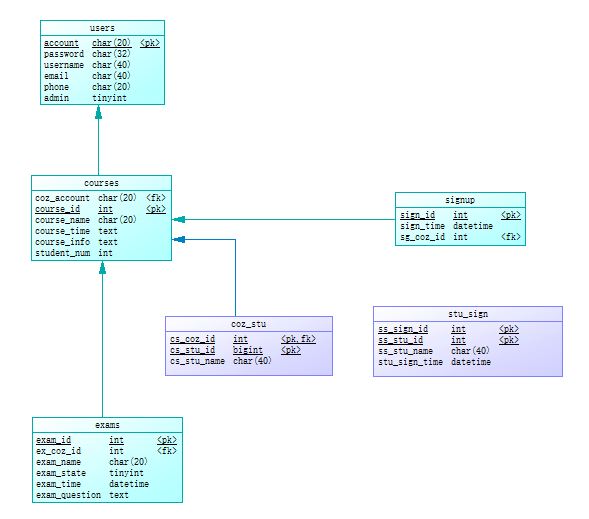 users
account char(20) <pk>
password char(32)
username char(40)
email char(40)
phone char(20)
admin tinyint
courses
coz_account char(20) <fk>
course_id int <pk>
course_name char(20)
course_time text
course_info text
student_num int
signup
sign_id int <pk>
sign_time datetime
sg_coz_id int <fk>
coz_stu
cs_coz_id int <pk,fk>
cs_stu_id bigint <pk>
cs_stu_name char(40)
stu_sign
ss_sign_id int <pk>
ss_stu_id int <pk>
ss_stu_name char(40)
stu_sign_time datetime
exams
exam_id int <pk>
ex_coz_id int <fk>
exam_name char(20)
exam_state tinyint
exam_time datetime
exam_question text